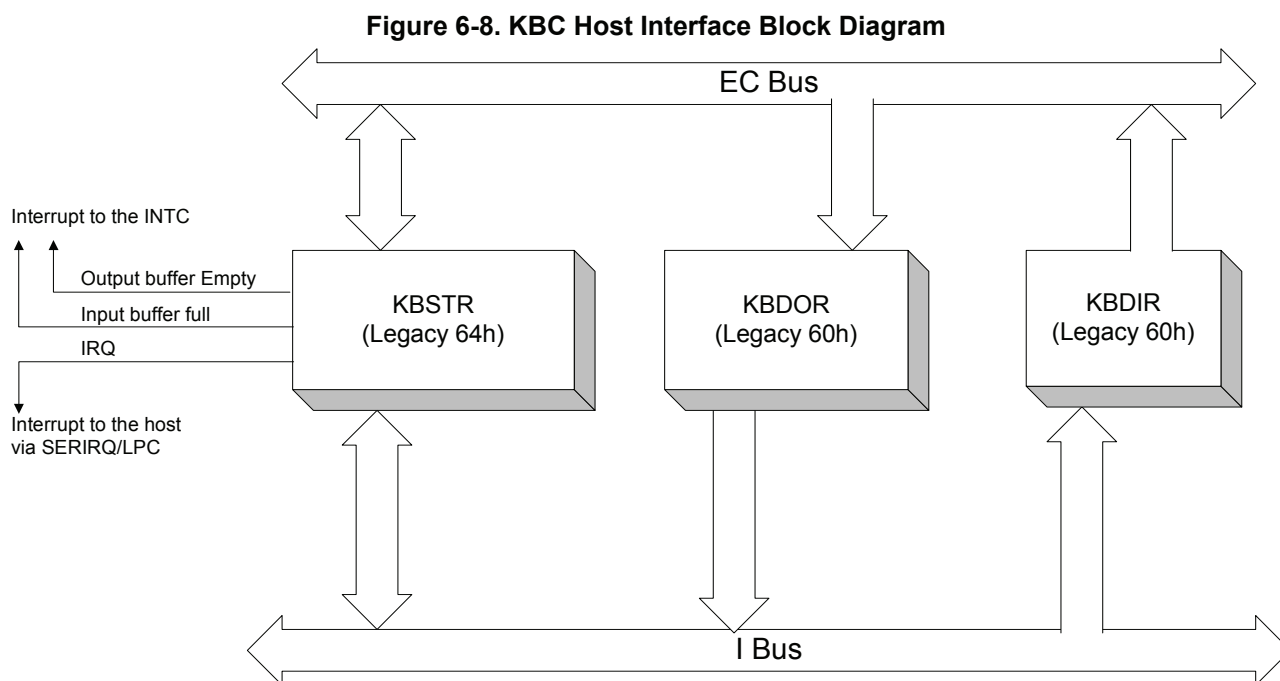 Figure 6-8. KBC Host Interface Block Diagram
EC Bus
Interrupt to the INTC
Output buffer Empty
Input buffer full
IRQ
Interrupt to the host
via SERIRQ/LPC
KBSTR
(Legacy 64h)
KBDOR
(Legacy 60h)
KBDIR
(Legacy 60h)
I Bus